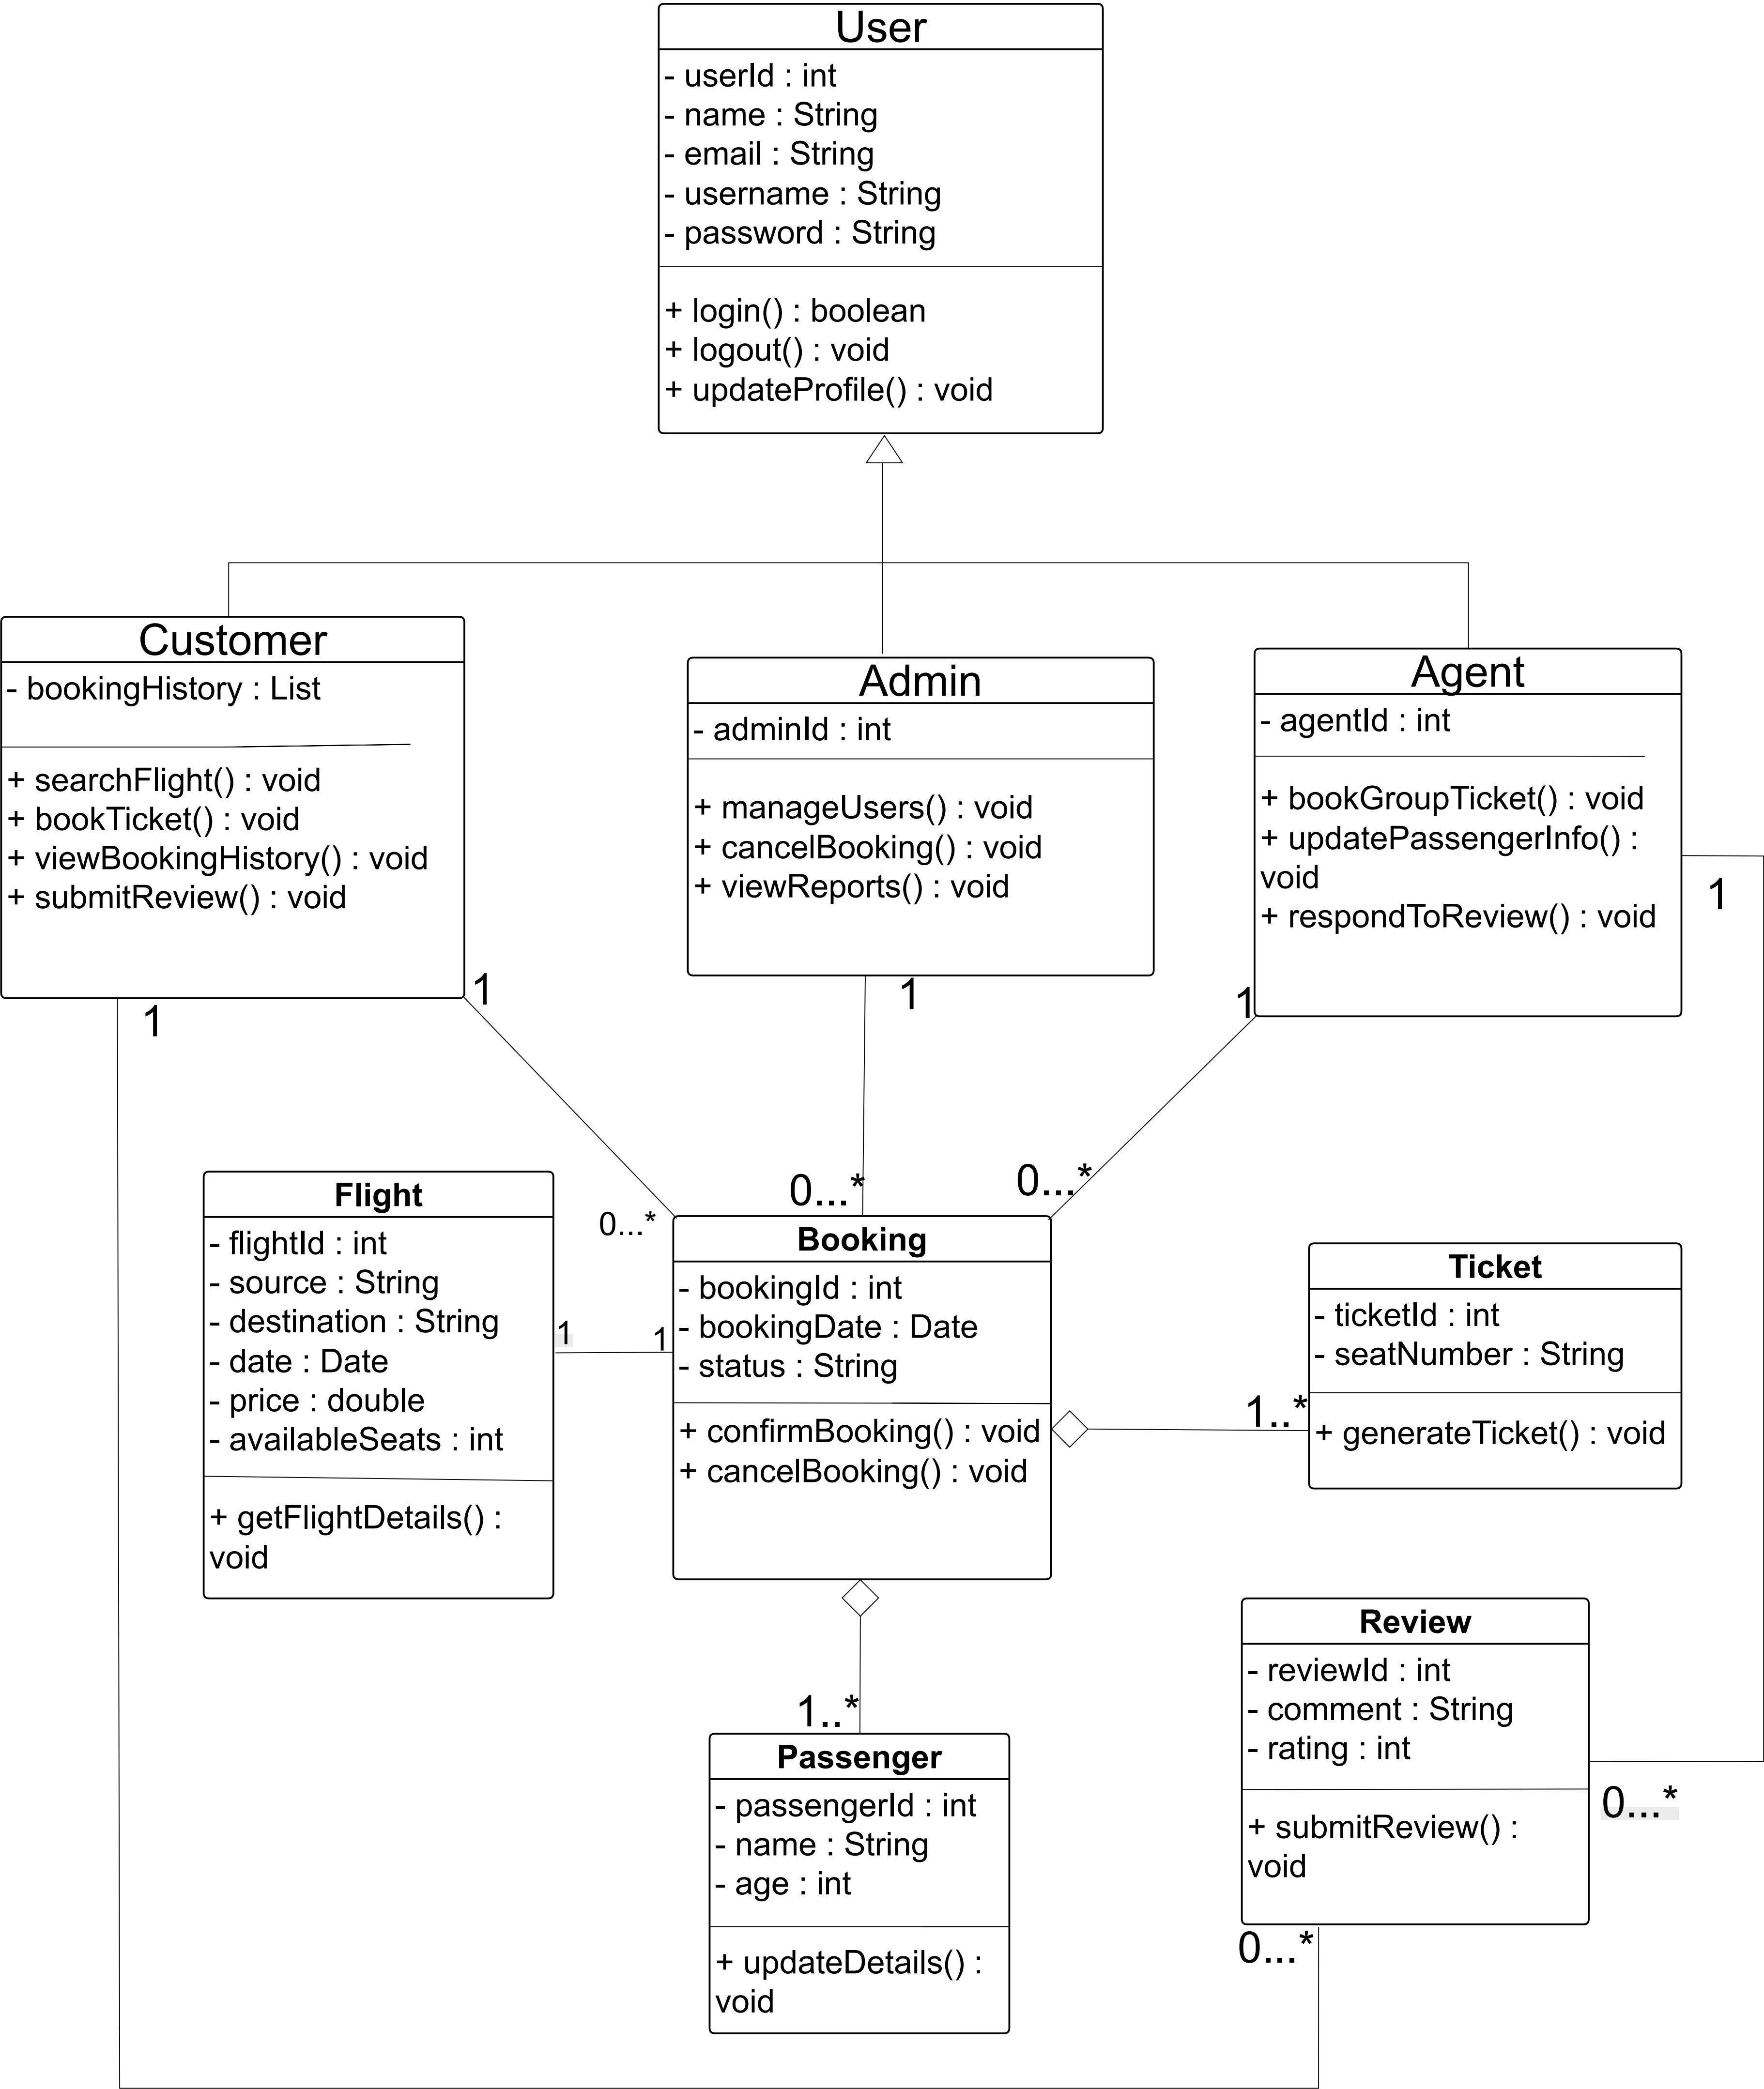 User
- userId : int
- name : String
- email : String
- username : String
- password : String
+ login() : boolean
+ logout() : void
+ updateProfile() : void
Customer
- bookingHistory : List
+ searchFlight() : void
+ bookTicket() : void
+ viewBookingHistory() : void
+ submitReview() : void
Admin
- adminId : int
+ manageUsers() : void
+ cancelBooking() : void
+ viewReports() : void
Agent
- agentId : int
+ bookGroupTicket() : void
+ updatePassengerInfo() :
void
+ respondToReview() : void
1
1
1
1
1
0...*
0...*
0...*
Flight
- flightId : int
- source : String
- destination : String
- date : Date
- price : double
- availableSeats : int
+ getFlightDetails() :
void
1
1
Booking
- bookingId : int
- bookingDate : Date
- status : String
+ confirmBooking() : void
+ cancelBooking() : void
1..*
Ticket
- ticketId : int
- seatNumber : String
+ generateTicket() : void
1..*
Passenger
- passengerId : int
- name : String
- age : int
+ updateDetails() :
void
Review
- reviewId : int
- comment : String
- rating : int
+ submitReview() :
void
0...*
0...*